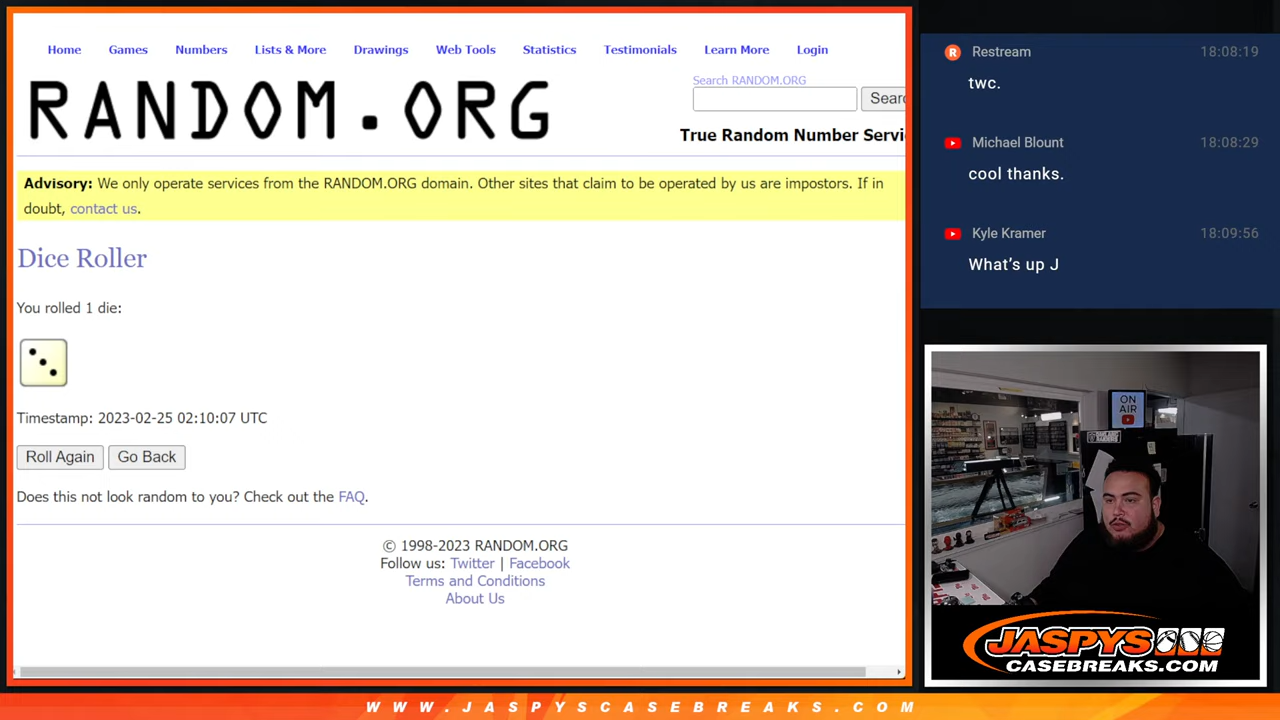 Home Games Numbers Lists & More Drawings Web Tools Statistics Testimonials Learn More Login
RANDOM.ORG
Search RANDOM.ORG
Searc
True Random Number Servi
Advisory: We only operate services from the RANDOM.ORG domain. Other sites that claim to be operated by us are impostors. If in
doubt, contact us.
Dice Roller
You rolled 1 die:
Timestamp: 2023-02-25 02:10:07 UTC
Roll Again Go Back
Does this not look random to you? Check out the FAQ.
© 1998-2023 RANDOM.ORG
Follow us: Twitter | Facebook
Terms and Conditions
About Us
Restream 18:08:19
twc.
Michael Blount 18:08:29
cool thanks.
Kyle Kramer 18:09:56
What's up J
ON
AIR
JASPYS
CASEBREAKS.COM
WWW.JASPYSCASEBREAKS.COM